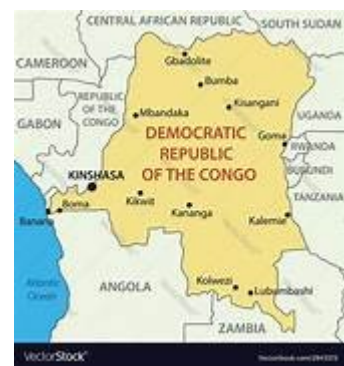 CENTRAL AFRICAN REPUBLIC
SOUTH SUDAN
CAMEROON
Gbadolite
Bumba
REPUBLIC
OF THE
CONGO
Mbandaka
Kisangani
UGANDA
GABON
DEMOCRATIC
REPUBLIC
OF THE CONGO
Goma
RWANDA
BURUNDI
KINSHASA
TANZANIA
Boma
Banana
Kikwit
Kananga
Kalemie
Atlantic
Ocean
ANGOLA
Kolwezi
Lubumbashi
ZAMBIA
VectorStock®